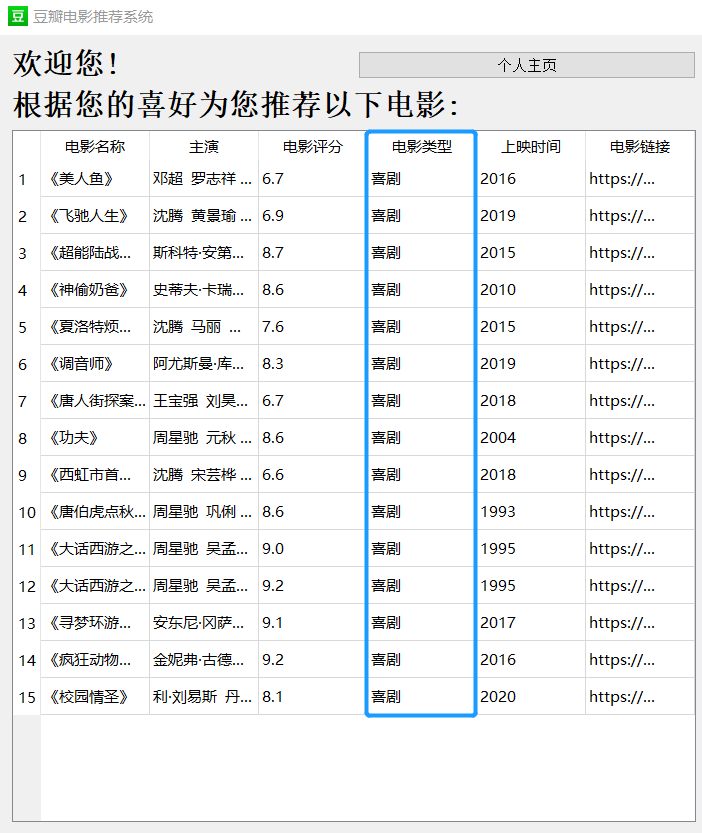 豆 豆瓣电影推荐系统
欢迎您!
个人主页
根据您的喜好为您推荐以下电影:
电影名称 主演 电影评分 电影类型 上映时间 电影链接
1 《美人鱼》 邓超 罗志祥 ... 6.7 喜剧 2016 https://...
2 《飞驰人生》 沈腾 黄景瑜 ... 6.9 喜剧 2019 https://...
3 《超能陆战... 斯科特·安第... 8.7 喜剧 2015 https://...
4 《神偷奶爸》 史蒂夫·卡瑞... 8.6 喜剧 2010 https://...
5 《夏洛特烦... 沈腾 马丽 ... 7.6 喜剧 2015 https://...
6 《调音师》 阿尤斯曼·库... 8.3 喜剧 2019 https://...
7 《唐人街探案... 王宝强 刘昊... 6.7 喜剧 2018 https://...
8 《功夫》 周星驰 元秋 ... 8.6 喜剧 2004 https://...
9 《西虹市首... 沈腾 宋芸桦 ... 6.6 喜剧 2018 https://...
10 《唐伯虎点秋... 周星驰 巩俐 ... 8.6 喜剧 1993 https://...
11 《大话西游之... 周星驰 吴孟... 9.0 喜剧 1995 https://...
12 《大话西游之... 周星驰 吴孟... 9.2 喜剧 1995 https://...
13 《寻梦环游... 安东尼·冈萨... 9.1 喜剧 2017 https://...
14 《疯狂动物... 金妮弗·古德... 9.2 喜剧 2016 https://...
15 《校园情圣》 利·刘易斯 丹... 8.1 喜剧 2020 https://...